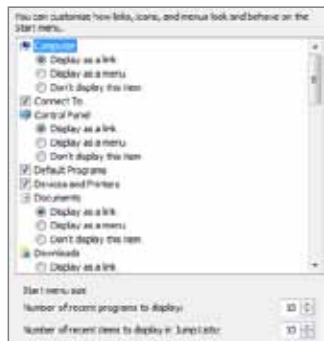 You can customize how links, icons, and menus look and behave on the
Start menu.
Computer
Display as a link
Display as a menu
Don't display this item
Connect To
Control Panel
Display as a link
Display as a menu
Don't display this item
Default Programs
Devices and Printers
Documents
Display as a link
Display as a menu
Don't display this item
Downloads
Display as a link
Start menu size
Number of recent programs to display: 10
Number of recent items to display in Jump Lists: 10